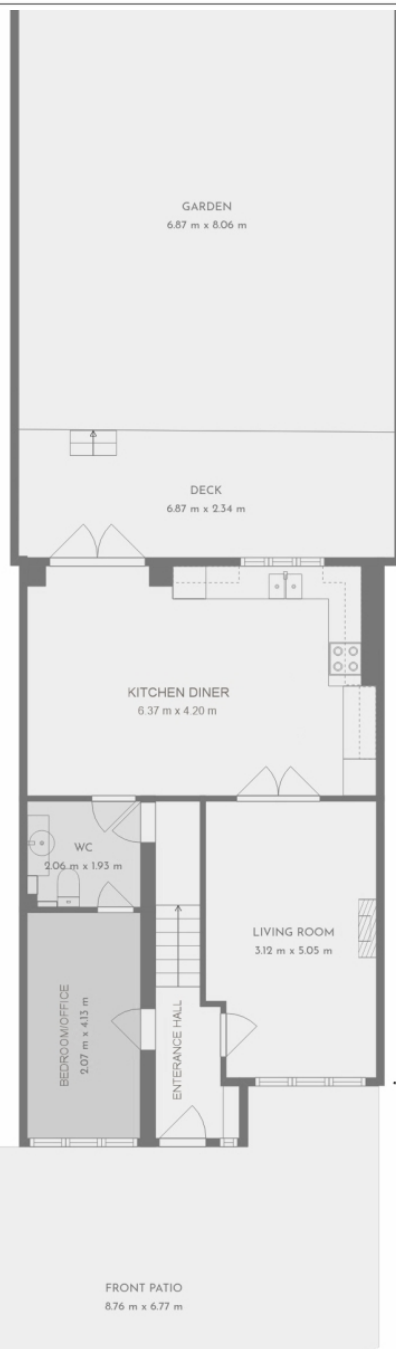 GARDEN
6.87 m x 8.06 m
DECK
6.87 m x 2.34 m
KITCHEN DINER
6.37 m x 4.20 m
WC
2.06 m x 1.93 m
LIVING ROOM
3.12 m x 5.05 m
BEDROOM/OFFICE
2.07 m x 4.13 m
ENTERANCE HALL
FRONT PATIO
8.76 m x 6.77 m